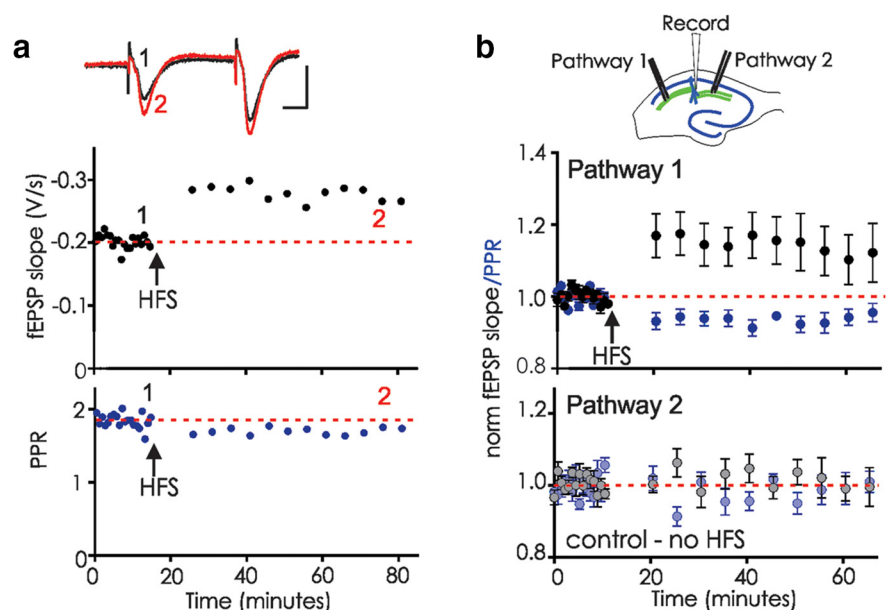 a
1
2
fEPSP slope (V/s)
-0.3
-0.2
-0.1
0
1
2
HFS
PPR
2
1
0
1
2
HFS
0 20 40 60 80
Time (minutes)
b
Record
Pathway 1
Pathway 2
norm fEPSP slope/PPR
1.4
1.2
1.0
0.8
Pathway 1
HFS
1.2
1.0
0.8
Pathway 2
control - no HFS
0 20 40 60
Time (minutes)